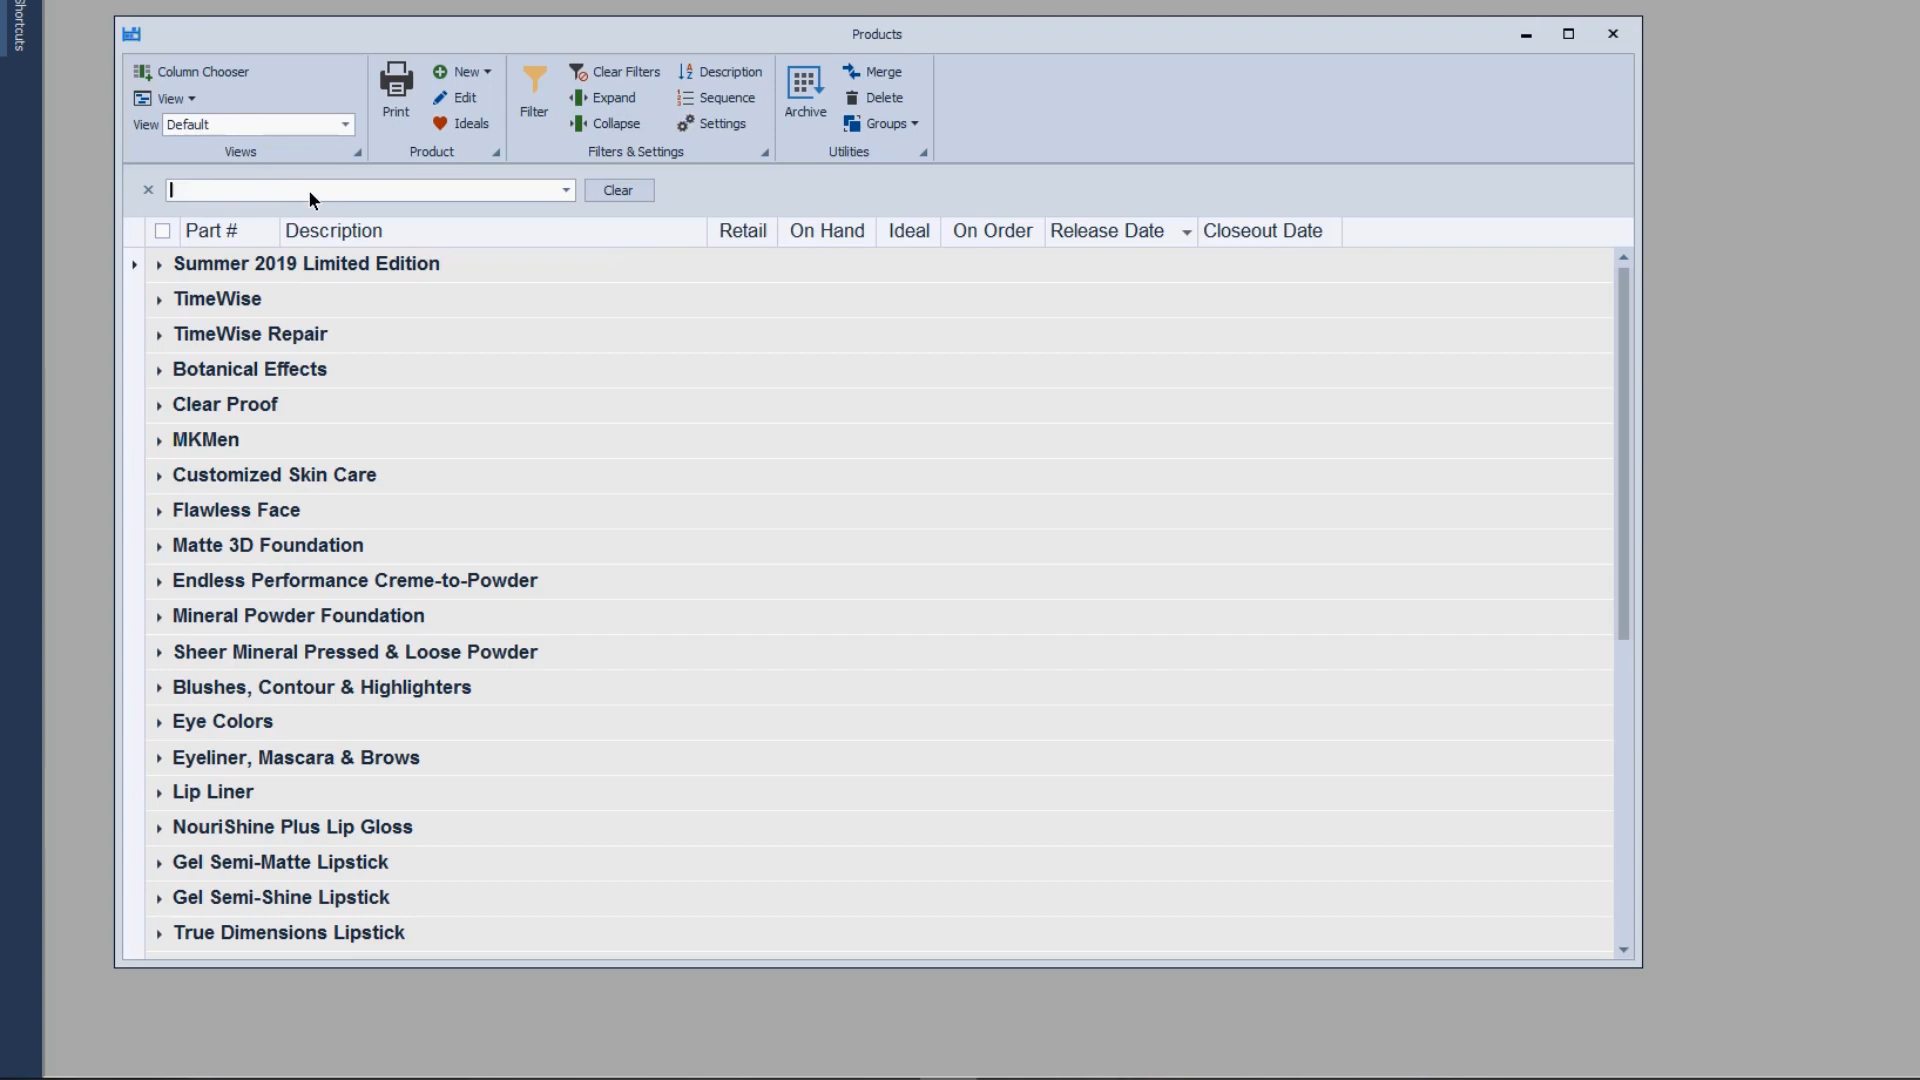 Shortcuts
Products
Column Chooser
View
View Default
Views
Print
New
Edit
Ideals
Product
Filter
Clear Filters
Expand
Collapse
Description
Sequence
Settings
Filters & Settings
Archive
Merge
Delete
Groups
Utilities
Clear
Part # Description Retail On Hand Ideal On Order Release Date Closeout Date
Summer 2019 Limited Edition
TimeWise
TimeWise Repair
Botanical Effects
Clear Proof
MKMen
Customized Skin Care
Flawless Face
Matte 3D Foundation
Endless Performance Creme-to-Powder
Mineral Powder Foundation
Sheer Mineral Pressed & Loose Powder
Blushes, Contour & Highlighters
Eye Colors
Eyeliner, Mascara & Brows
Lip Liner
NouriShine Plus Lip Gloss
Gel Semi-Matte Lipstick
Gel Semi-Shine Lipstick
True Dimensions Lipstick